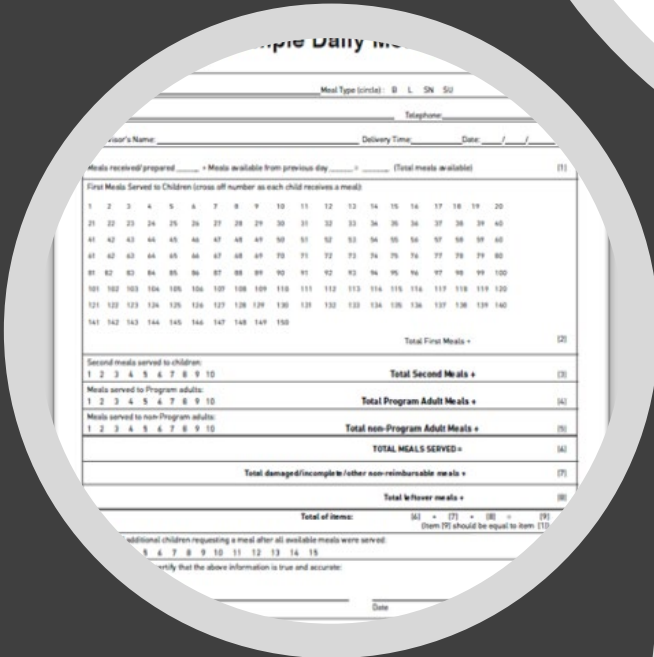 Daily
Meal Type (circle): B L SN SU
Telephone:
Name: Delivery Time: Date: / /
Meals received/prepared + Meals available from previous day = (Total meals available) [1]
First Meals Served to Children (cross off number as each child receives a meal):
1 2 3 4 5 6 7 8 9 10 11 12 13 14 15 16 17 18 19 20
21 22 23 24 25 26 27 28 29 30 31 32 33 34 35 36 37 38 39 40
41 42 43 44 45 46 47 48 49 50 51 52 53 54 55 56 57 58 59 60
61 62 63 64 65 66 67 68 69 70 71 72 73 74 75 76 77 78 79 80
81 82 83 84 85 86 87 88 89 90 91 92 93 94 95 96 97 98 99 100
101 102 103 104 105 106 107 108 109 110 111 112 113 114 115 116 117 118 119 120
121 122 123 124 125 126 127 128 129 130 131 132 133 134 135 136 137 138 139 140
141 142 143 144 145 146 147 148 149 150
Total First Meals + [2]
Second meals served to children:
1 2 3 4 5 6 7 8 9 10 Total Second Meals + [3]
Meals served to Program adults:
1 2 3 4 5 6 7 8 9 10 Total Program Adult Meals + [4]
Meals served to non-Program adults:
1 2 3 4 5 6 7 8 9 10 Total non-Program Adult Meals + [5]
TOTAL MEALS SERVED = [6]
Total damaged/incomplete/other non-reimbursable meals + [7]
Total leftover meals + [8]
Total of items: [6] + [7] + [8] = [9]
(Item [9] should be equal to item [1])
additional children requesting a meal after all available meals were served:
5 6 7 8 9 10 11 12 13 14 15
certify that the above information is true and accurate:
Date